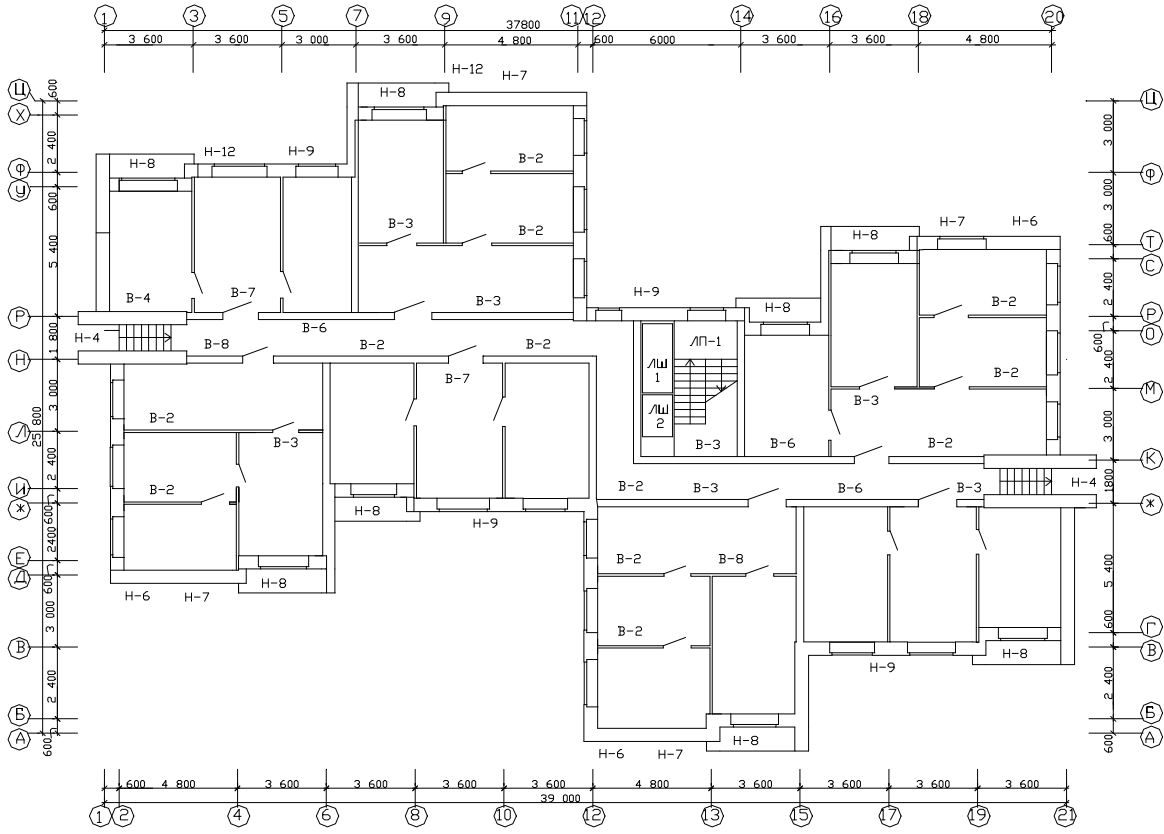 1 3 5 7 9 11 12 14 16 18 20
37800
3 600 3 600 3 000 3 600 4 800 600 6000 3 600 3 600 4 800
Н-12 Н-7
Н-8
Ц Ц
600
Х
2 400 3 000
Н-12 Н-9
Н-8 В-2
Ф Ф
У
600 3 000
В-3 В-2
Н-8 Н-7 Н-6
5 400 600
Т
С
Н-9
В-4 В-7 В-3
Н-8 В-2
2 400
Р Р
В-6
О
1 800 Н-4 600
ЛП-1
В-8 В-2 В-2
Н
ЛШ
1
2 400
В-7 В-2
М
3 000 В-3
ЛШ
2
В-2
Л
25 800
В-3 В-3 В-6 В-2
3 000
К
2 400
В-2 В-2 В-3 В-6 В-3 Н-4
И
1800
Ж Ж
600 Н-8 Н-9
2400
Е
В-2 В-8
5 400
Д
600 Н-8
Н-6 Н-7
3 000
В-2
600
Г
В В
Н-8
Н-9
2 400 2 400
Б Б
А А
600 600
Н-6 Н-7 Н-8
600 4 800 3 600 3 600 3 600 3 600 4 800 3 600 3 600 3 600 3 600
39 000
1 2 4 6 8 10 12 13 15 17 19 21